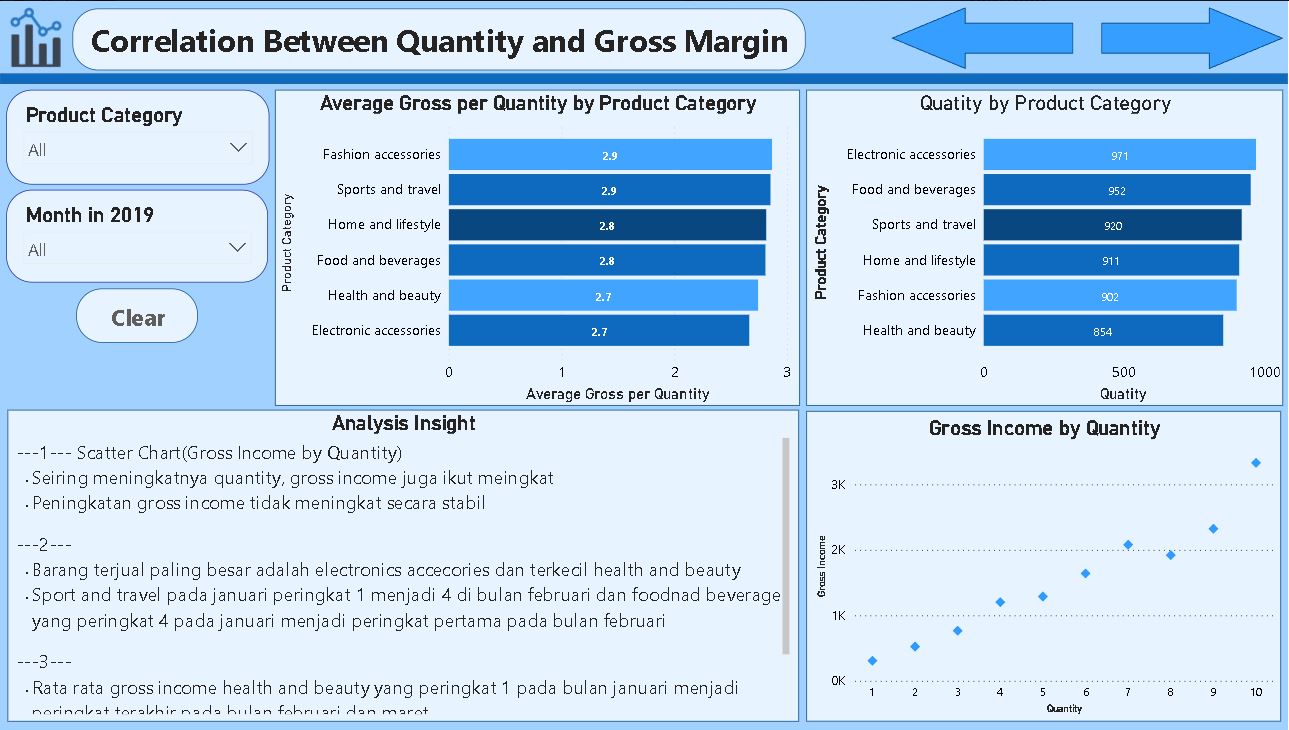 Correlation Between Quantity and Gross Margin
Product Category
All
Month in 2019
All
Clear
Average Gross per Quantity by Product Category
Product Category
Fashion accessories 2.9
Sports and travel 2.9
Home and lifestyle 2.8
Food and beverages 2.8
Health and beauty 2.7
Electronic accessories 2.7
0 1 2 3
Average Gross per Quantity
Quatity by Product Category
Product Category
Electronic accessories 971
Food and beverages 952
Sports and travel 920
Home and lifestyle 911
Fashion accessories 902
Health and beauty 854
0 500 1000
Quatity
Analysis Insight
---1--- Scatter Chart(Gross Income by Quantity)
• Seiring meningkatnya quantity, gross income juga ikut meingkat
• Peningkatan gross income tidak meningkat secara stabil
---2---
• Barang terjual paling besar adalah electronics accecories dan terkecil health and beauty
• Sport and travel pada januari peringkat 1 menjadi 4 di bulan februari dan foodnad beverage
yang peringkat 4 pada januari menjadi peringkat pertama pada bulan februari
---3---
• Rata rata gross income health and beauty yang peringkat 1 pada bulan januari menjadi
peringkat terakhir pada bulan februari dan maret
Gross Income by Quantity
Gross Income
3K
2K
1K
0K
1 2 3 4 5 6 7 8 9 10
Quantity